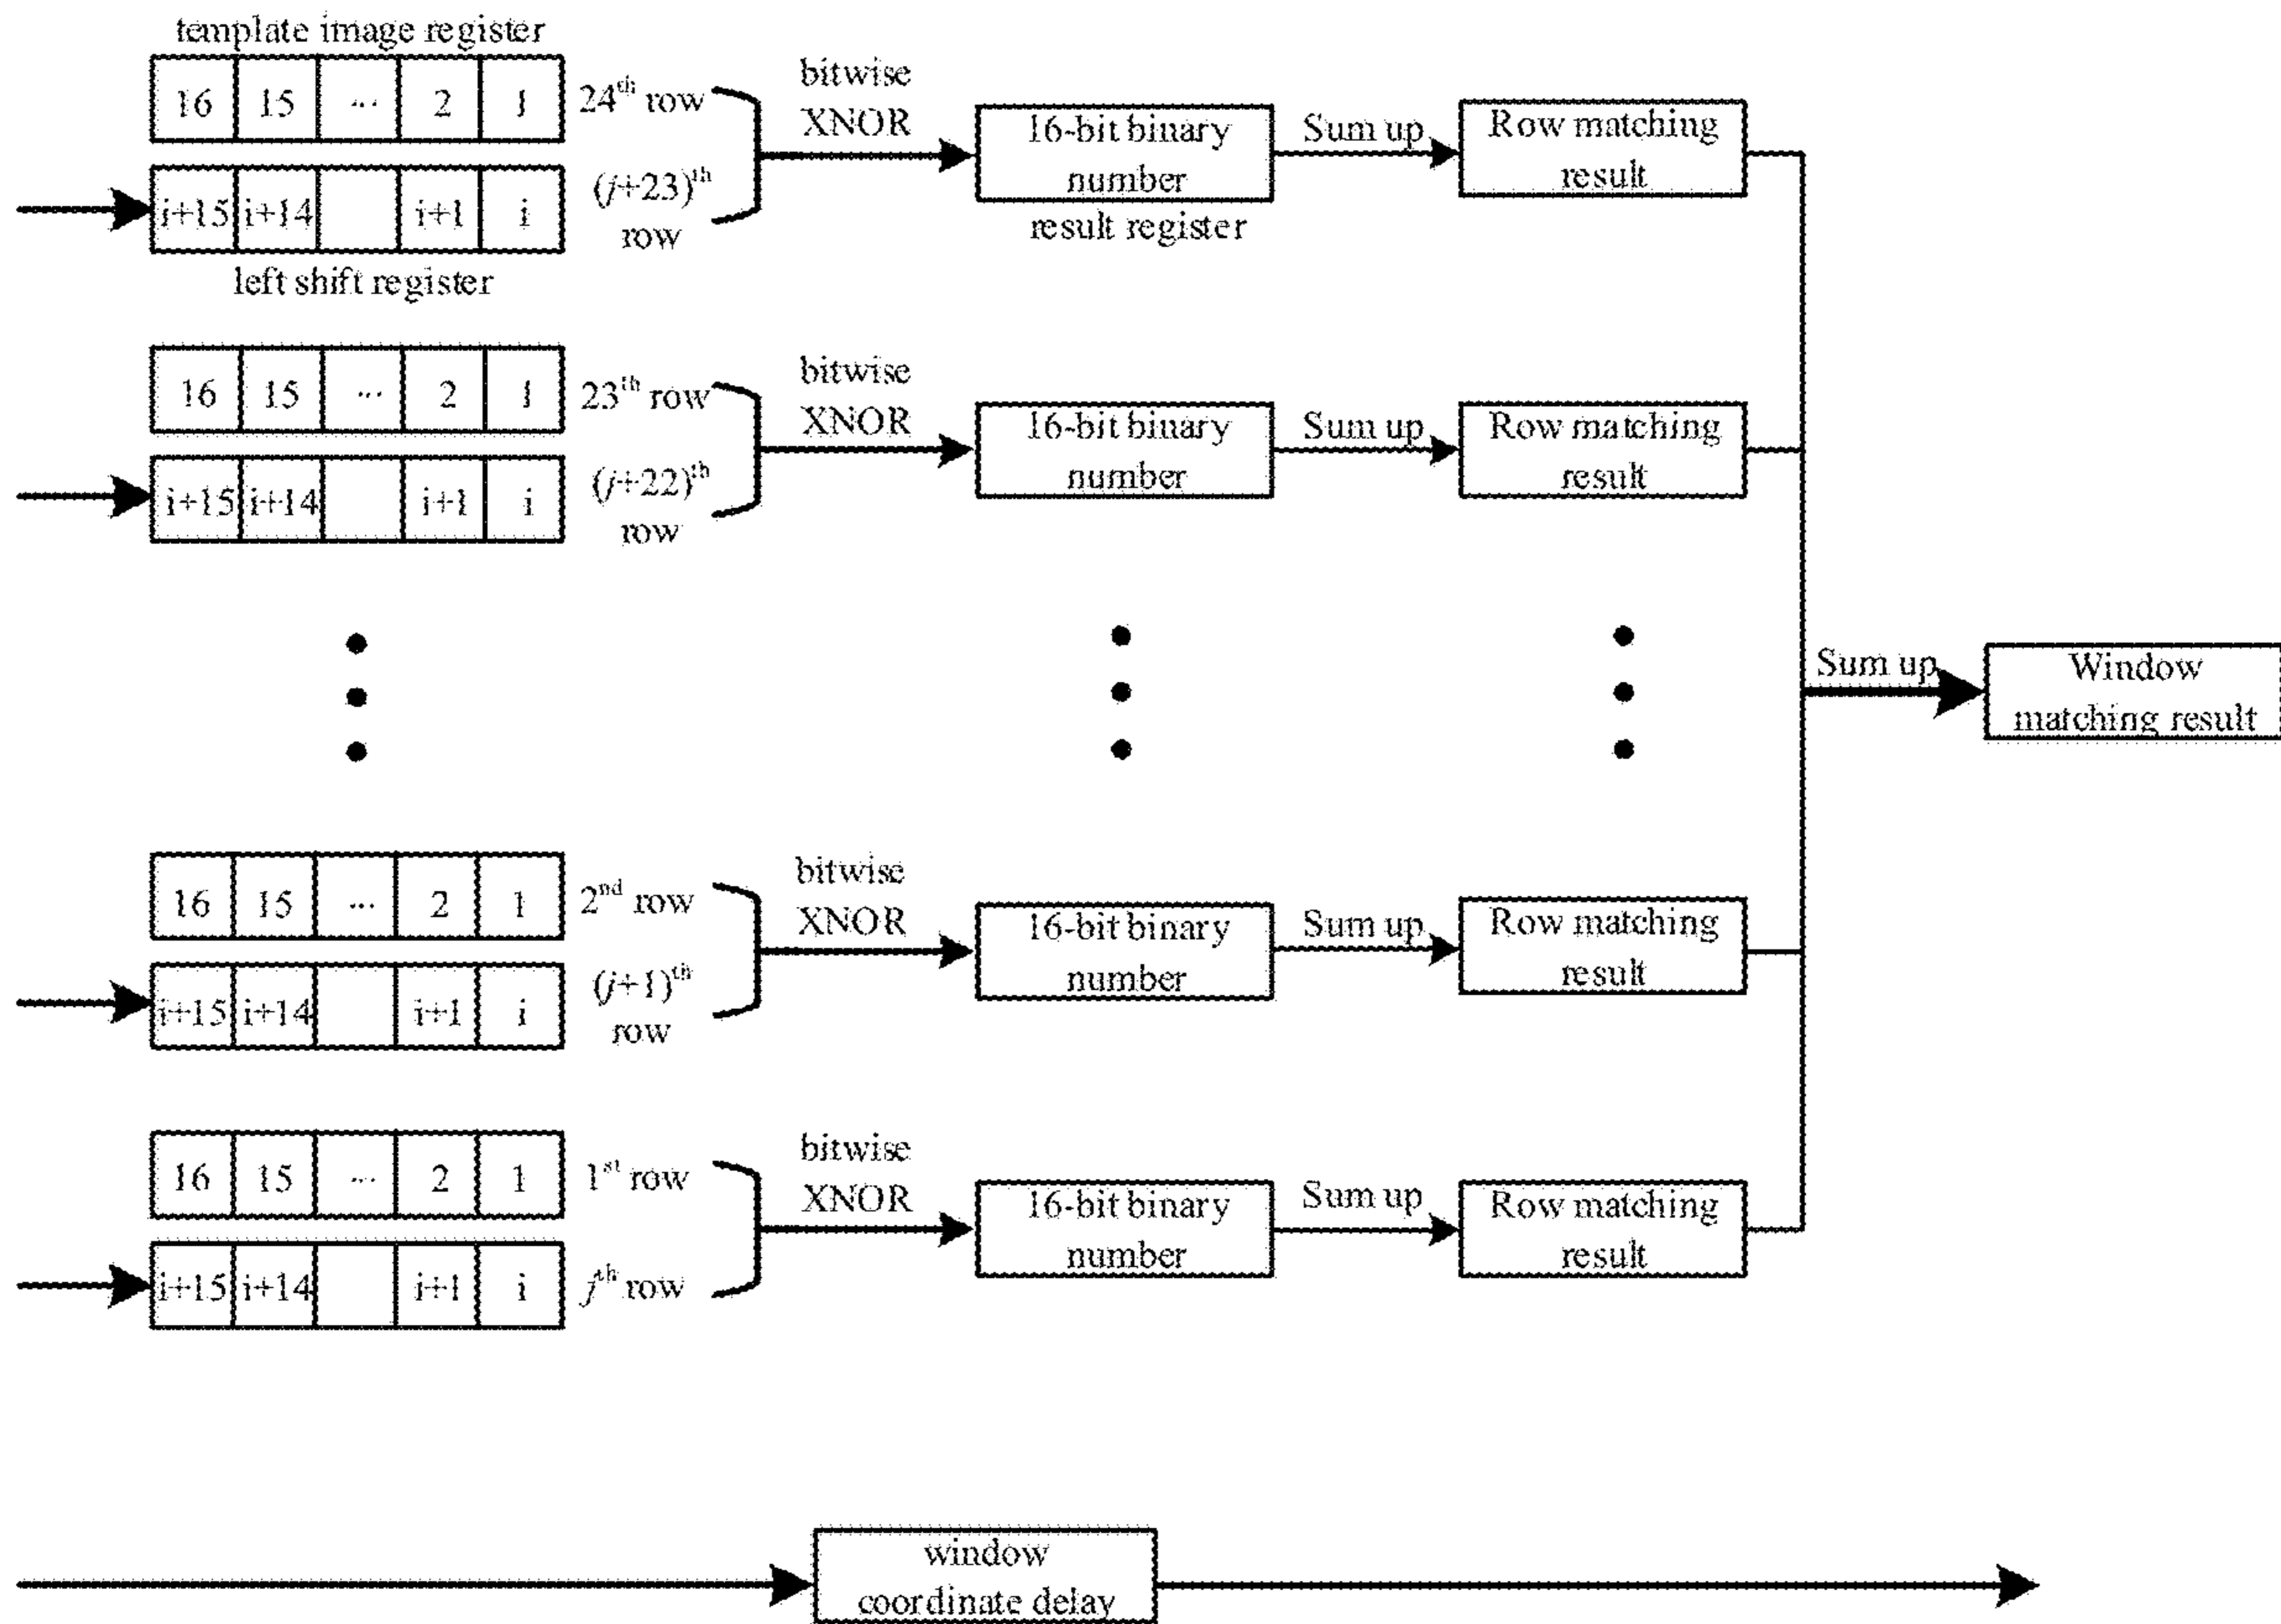 template image register
16 15 ... 2 1 24th row
bitwise
XNOR
16-bit binary
number
result register
Sum up
Row matching
result
i+15 i+14 i+1 i
(j+23)th
row
left shift register
16 15 ... 2 1 23th row
bitwise
XNOR
16-bit binary
number
Sum up
Row matching
result
i+15 i+14 i+1 i
(j+22)th
row
Sum up
Window
matching result
16 15 ... 2 1 2nd row
bitwise
XNOR
16-bit binary
number
Sum up
Row matching
result
i+15 i+14 i+1 i
(j+1)th
row
16 15 ... 2 1 1st row
bitwise
XNOR
16-bit binary
number
Sum up
Row matching
result
i+15 i+14 i+1 i jth row
window
coordinate delay